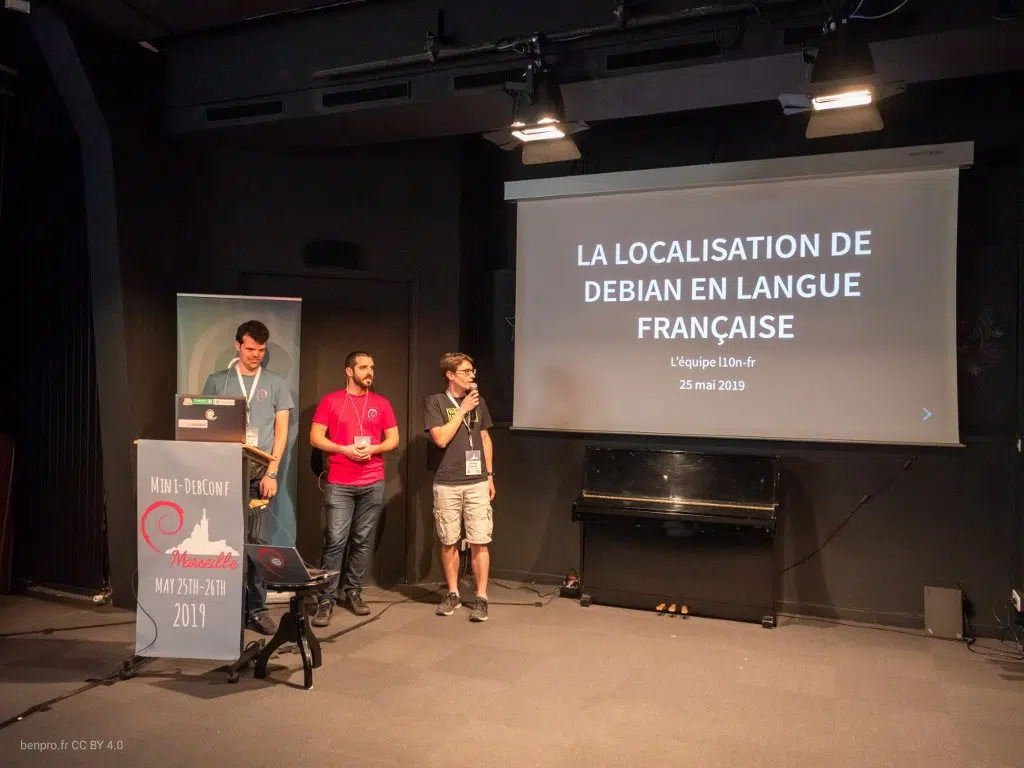 LA LOCALISATION DE
DEBIAN EN LANGUE
FRANÇAISE
L'équipe l10n-fr
25 mai 2019
MINI-DEBCONF
Marseille
MAY 25TH-26TH
2019
benpro.fr CC BY 4.0